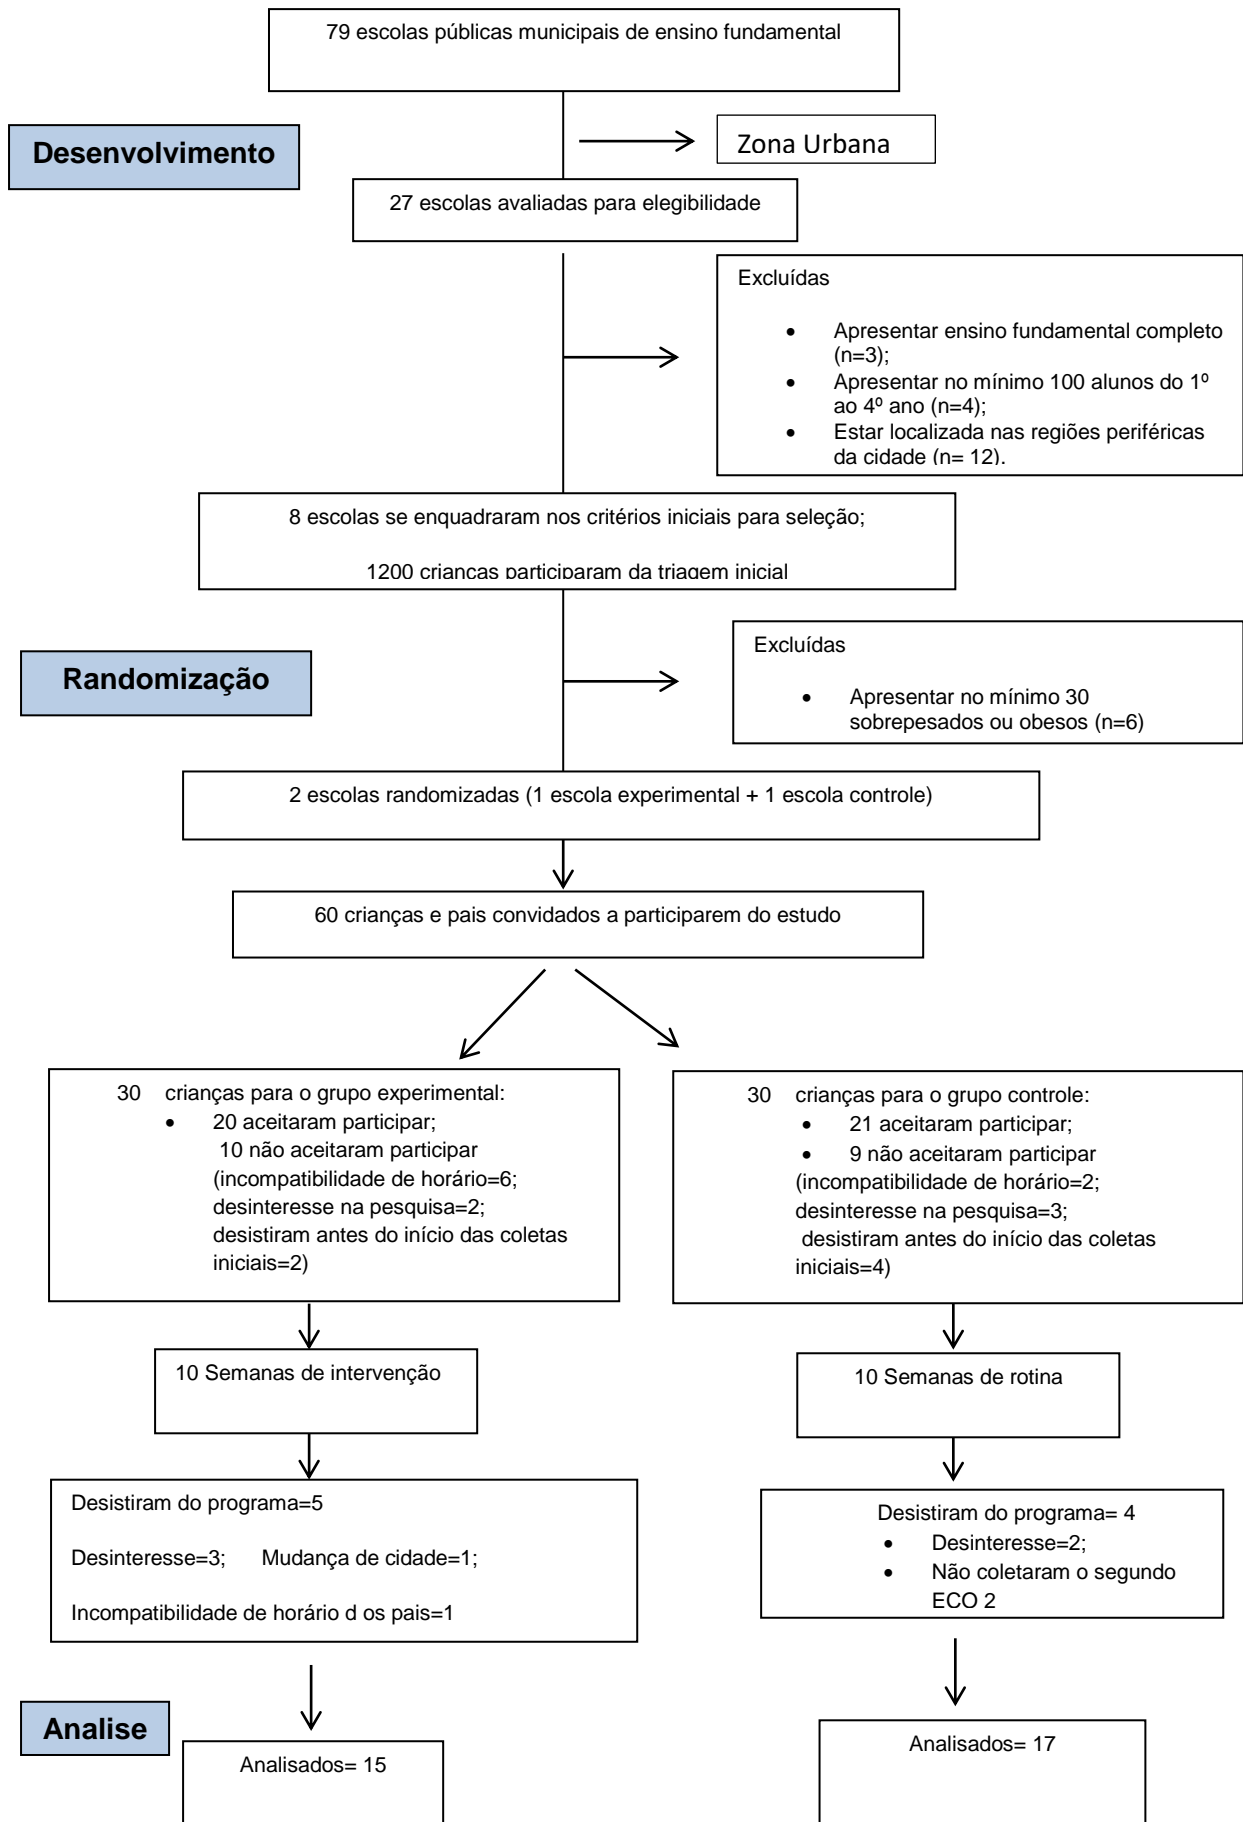 79 escolas públicas municipais de ensino fundamental
Desenvolvimento
Zona Urbana
27 escolas avaliadas para elegibilidade
Excluídas
• Apresentar ensino fundamental completo
(n=3);
• Apresentar no mínimo 100 alunos do 1º
ao 4º ano (n=4);
• Estar localizada nas regiões periféricas
da cidade (n= 12).
8 escolas se enquadraram nos critérios iniciais para seleção;
1200 crianças participaram da triagem inicial
Randomização
Excluídas
• Apresentar no mínimo 30
sobrepesados ou obesos (n=6)
2 escolas randomizadas (1 escola experimental + 1 escola controle)
60 crianças e pais convidados a participarem do estudo
30 crianças para o grupo experimental:
• 20 aceitaram participar;
10 não aceitaram participar
(incompatibilidade de horário=6;
desinteresse na pesquisa=2;
desistiram antes do início das coletas
iniciais=2)
30 crianças para o grupo controle:
• 21 aceitaram participar;
• 9 não aceitaram participar
(incompatibilidade de horário=2;
desinteresse na pesquisa=3;
desistiram antes do início das coletas
iniciais=4)
10 Semanas de intervenção
10 Semanas de rotina
Desistiram do programa=5
Desinteresse=3; Mudança de cidade=1;
Incompatibilidade de horário d os pais=1
Desistiram do programa= 4
• Desinteresse=2;
• Não coletaram o segundo
ECO 2
Analise
Analisados= 15
Analisados= 17